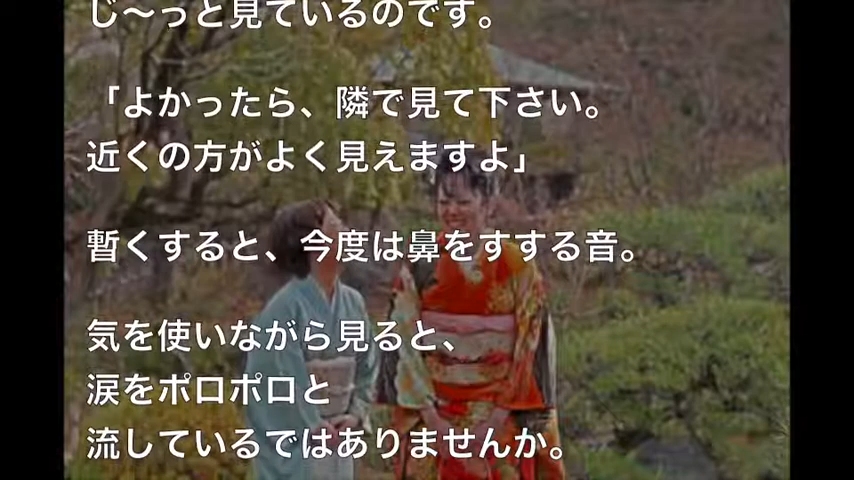 じ～っと見ているのです。
「よかったら、隣で見て下さい。
近くの方がよく見えますよ」
暫くすると、今度は鼻をすする音。
気を使いながら見ると、
涙をポロポロと
流しているではありませんか。